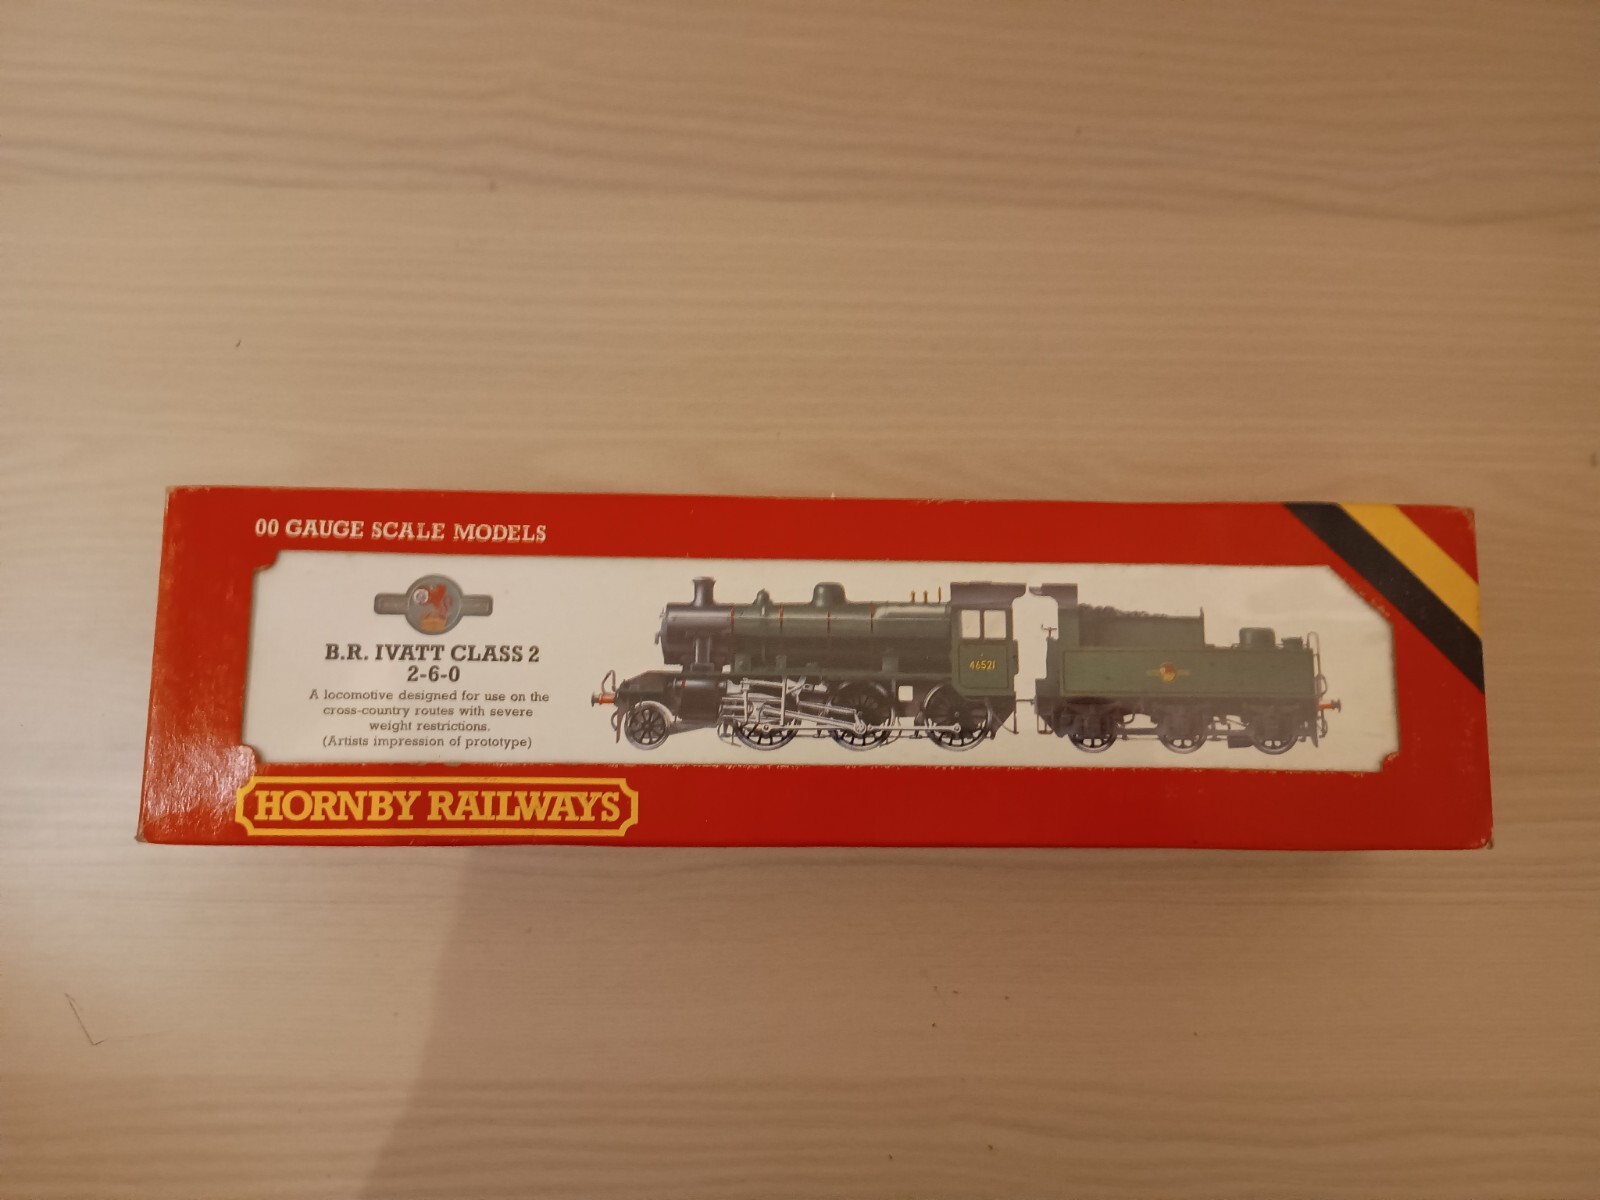 00 GAUGE SCALE MODELS
B.R. IVATT CLASS 2
2-6-0
A locomotive designed for use on the
cross-country routes with severe
weight restrictions.
(Artists impression of prototype)
46521
HORNBY RAILWAYS